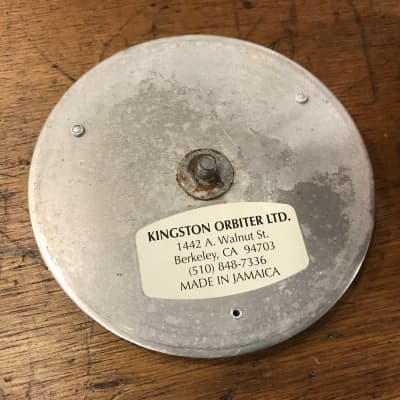 KINGSTON ORBITER LTD.
1442 A. Walnut St.
Berkeley, CA 94703
(510) 848-7336
MADE IN JAMAICA